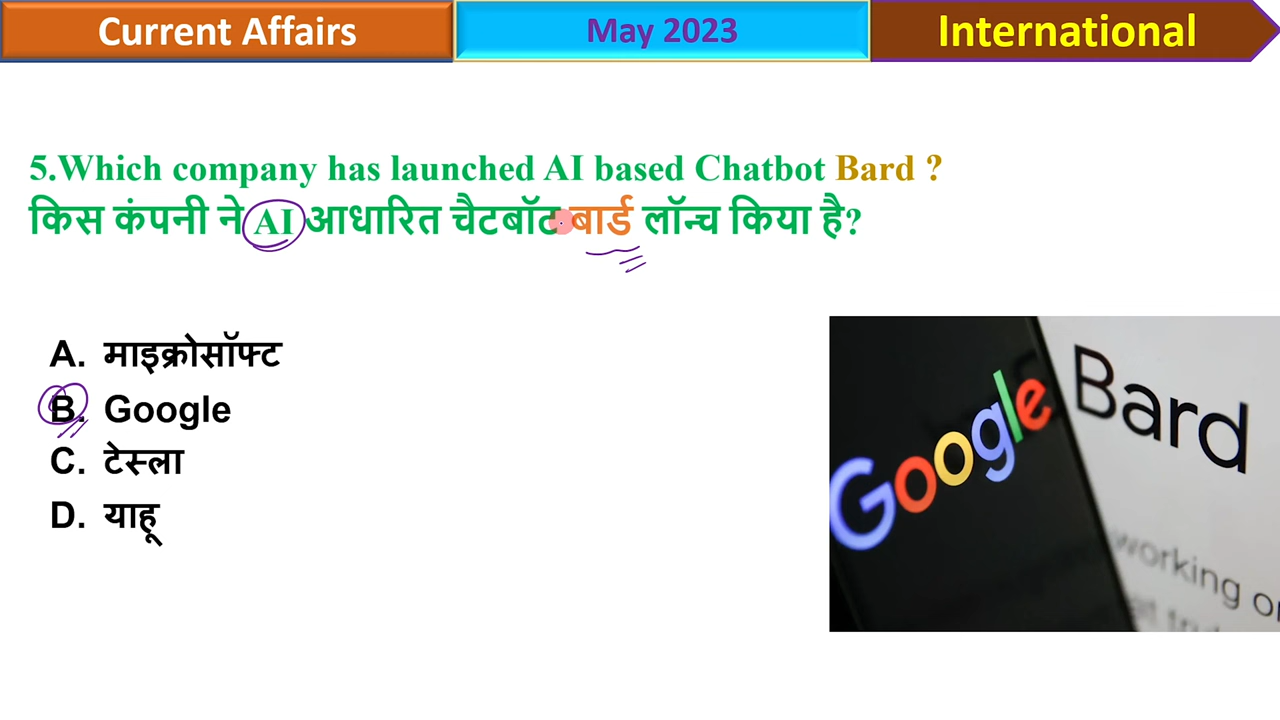 Current Affairs
May 2023
International
5.Which company has launched AI based Chatbot Bard ?
किस कंपनी ने AI आधारित चैटबॉट बार्ड लॉन्च किया है?
A. माइक्रोसॉफ्ट
B. Google
C. टेस्ला
D. याहू
Google
Bard
working